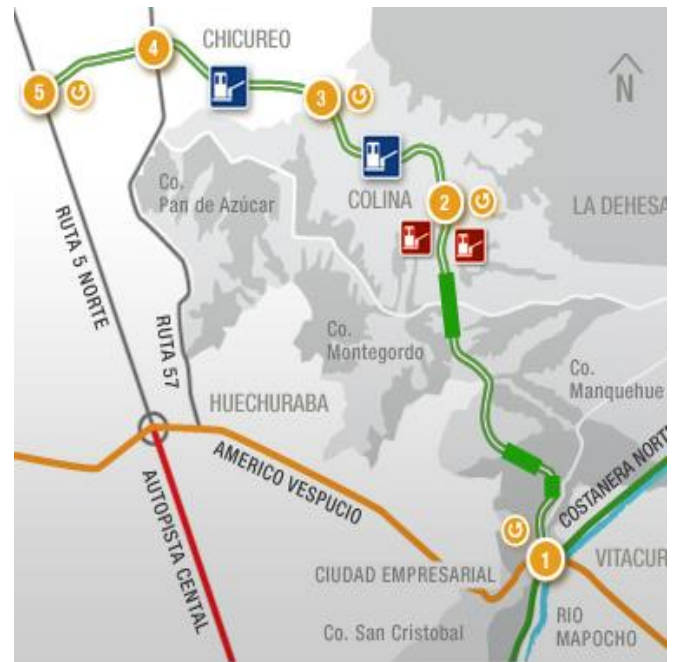 CHICUREO
4
5
3
N
Co.
Pan de Azúcar
COLINA
2
LA DEHESA
RUTA 5 NORTE
RUTA 57
Co.
Montegordo
Co.
Manquehue
HUECHURABA
AMERICO VESPUCIO
COSTANERA NORT
AUTOPISTA CENTAL
1
VITACUR
CIUDAD EMPRESARIAL
RIO
MAPOCHO
Co. San Cristobal